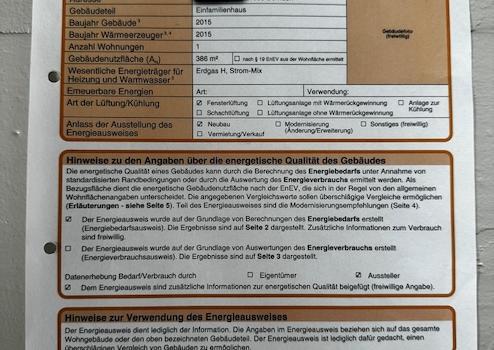 Gebäudeteil Einfamilienhaus
Baujahr Gebäude 3 2015
Baujahr Wärmeerzeuger 3, 4 2015
Anzahl Wohnungen 1
Gebäudenutzfläche (AN) 386 m² ☐ nach § 19 EnEV aus der Wohnfläche ermittelt
Gebäudefoto
(freiwillig)
Wesentliche Energieträger für
Heizung und Warmwasser 3 Erdgas H, Strom-Mix
Erneuerbare Energien Art: Verwendung:
Art der Lüftung/Kühlung ☑ Fensterlüftung ☐ Lüftungsanlage mit Wärmerückgewinnung ☐ Anlage zur
☐ Schachtlüftung ☐ Lüftungsanlage ohne Wärmerückgewinnung Kühlung
Anlass der Ausstellung des
Energieausweises ☑ Neubau ☐ Modernisierung ☐ Sonstiges (freiwillig)
☐ Vermietung/Verkauf (Änderung/Erweiterung)
Hinweise zu den Angaben über die energetische Qualität des Gebäudes
Die energetische Qualität eines Gebäudes kann durch die Berechnung des Energiebedarfs unter Annahme von
standardisierten Randbedingungen oder durch die Auswertung des Energieverbrauchs ermittelt werden. Als
Bezugsfläche dient die energetische Gebäudenutzfläche nach der EnEV, die sich in der Regel von den allgemeinen
Wohnflächenangaben unterscheidet. Die angegebenen Vergleichswerte sollen überschlägige Vergleiche ermöglichen
(Erläuterungen - siehe Seite 5). Teil des Energieausweises sind die Modernisierungsempfehlungen (Seite 4).
☑ Der Energieausweis wurde auf der Grundlage von Berechnungen des Energiebedarfs erstellt
(Energiebedarfsausweis). Die Ergebnisse sind auf Seite 2 dargestellt. Zusätzliche Informationen zum Verbrauch
sind freiwillig.
☐ Der Energieausweis wurde auf der Grundlage von Auswertungen des Energieverbrauchs erstellt
(Energieverbrauchsausweis). Die Ergebnisse sind auf Seite 3 dargestellt.
Datenerhebung Bedarf/Verbrauch durch ☐ Eigentümer ☑ Aussteller
☑ Dem Energieausweis sind zusätzliche Informationen zur energetischen Qualität beigefügt (freiwillige Angabe).
Hinweise zur Verwendung des Energieausweises
Der Energieausweis dient lediglich der Information. Die Angaben im Energieausweis beziehen sich auf das gesamte
Wohngebäude oder den oben bezeichneten Gebäudeteil. Der Energieausweis ist lediglich dafür gedacht, einen
überschlägigen Vergleich von Gebäuden zu ermöglichen.